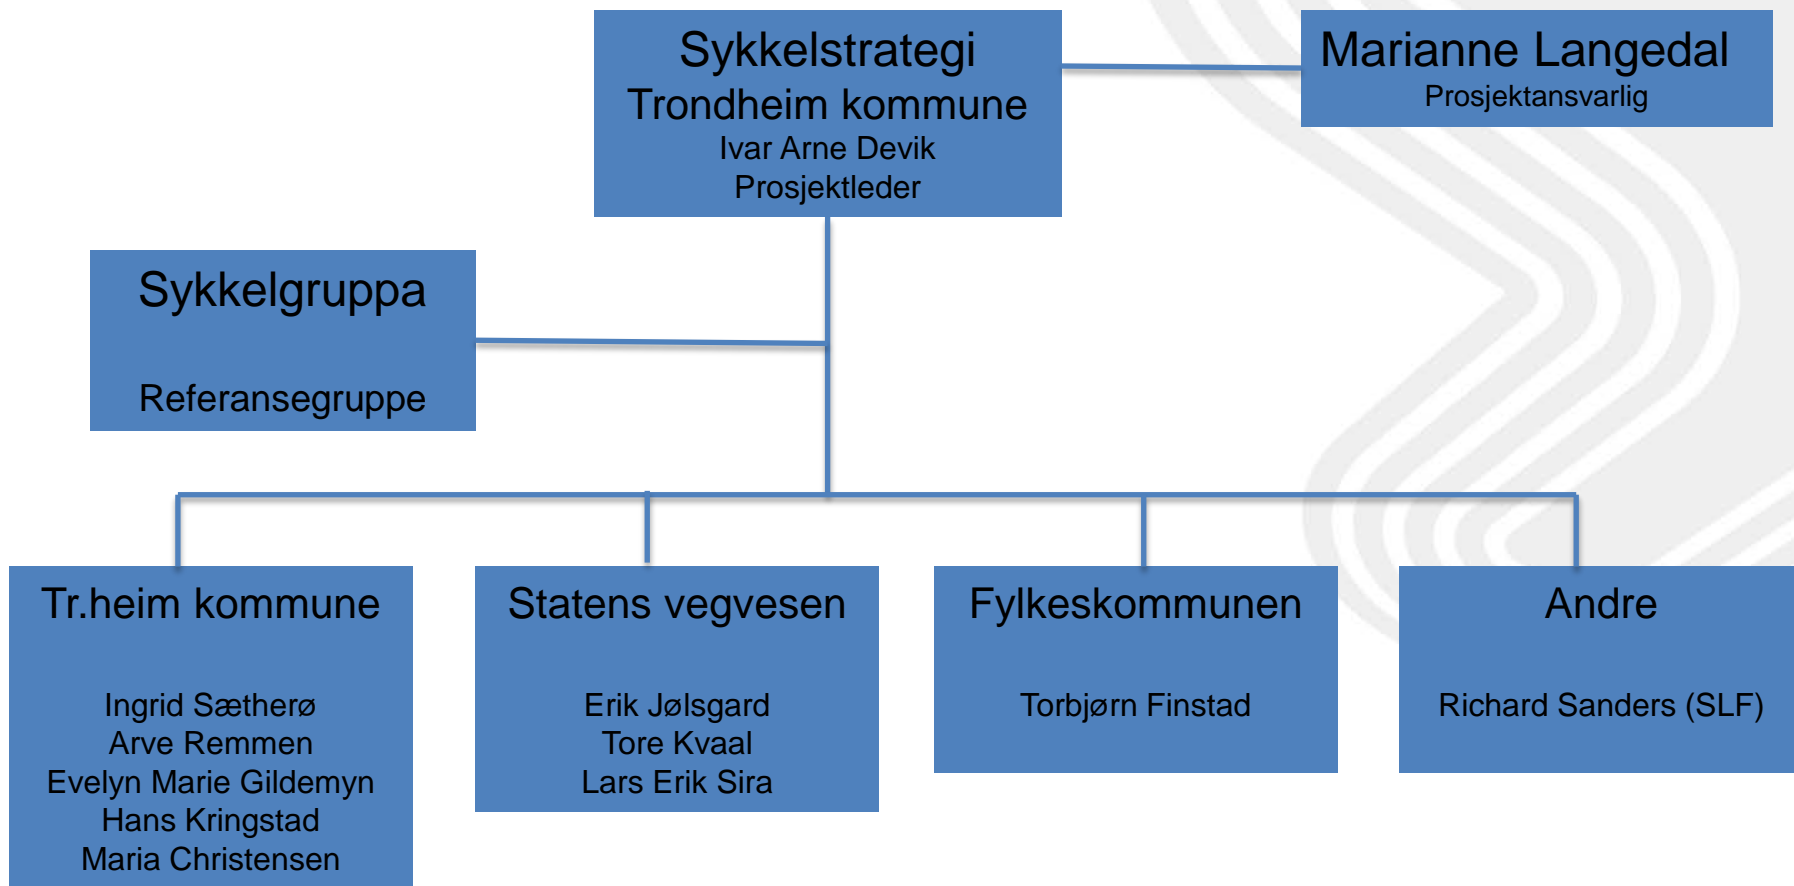 Sykkelstrategi
Trondheim kommune
Ivar Arne Devik
Prosjektleder
Marianne Langedal
Prosjektansvarlig
Sykkelgruppa
Referansegruppe
Tr.heim kommune
Ingrid Sætherø
Arve Remmen
Evelyn Marie Gildemyn
Hans Kringstad
Maria Christensen
Statens vegvesen
Erik Jølsgard
Tore Kvaal
Lars Erik Sira
Fylkeskommunen
Torbjørn Finstad
Andre
Richard Sanders (SLF)